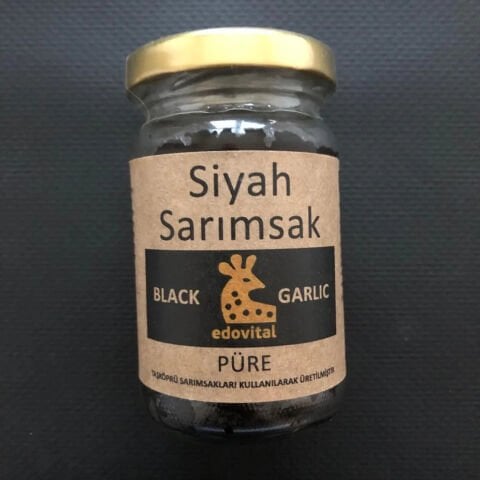 Siyah
Sarımsak
BLACK GARLIC
edovital
PÜRE
TAŞKÖPRÜ SARIMSAKLARI KULLANILARAK ÜRETİLMİŞTİR